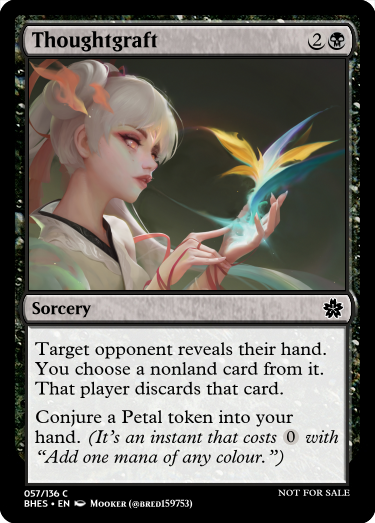 Thoughtgraft 2
Sorcery
Target opponent reveals their hand.
You choose a nonland card from it.
That player discards that card.
Conjure a Petal token into your
hand. (It's an instant that costs 0 with
“Add one mana of any colour.”)
057/136 C NOT FOR SALE
BHES • EN Mooker (@bred159753)